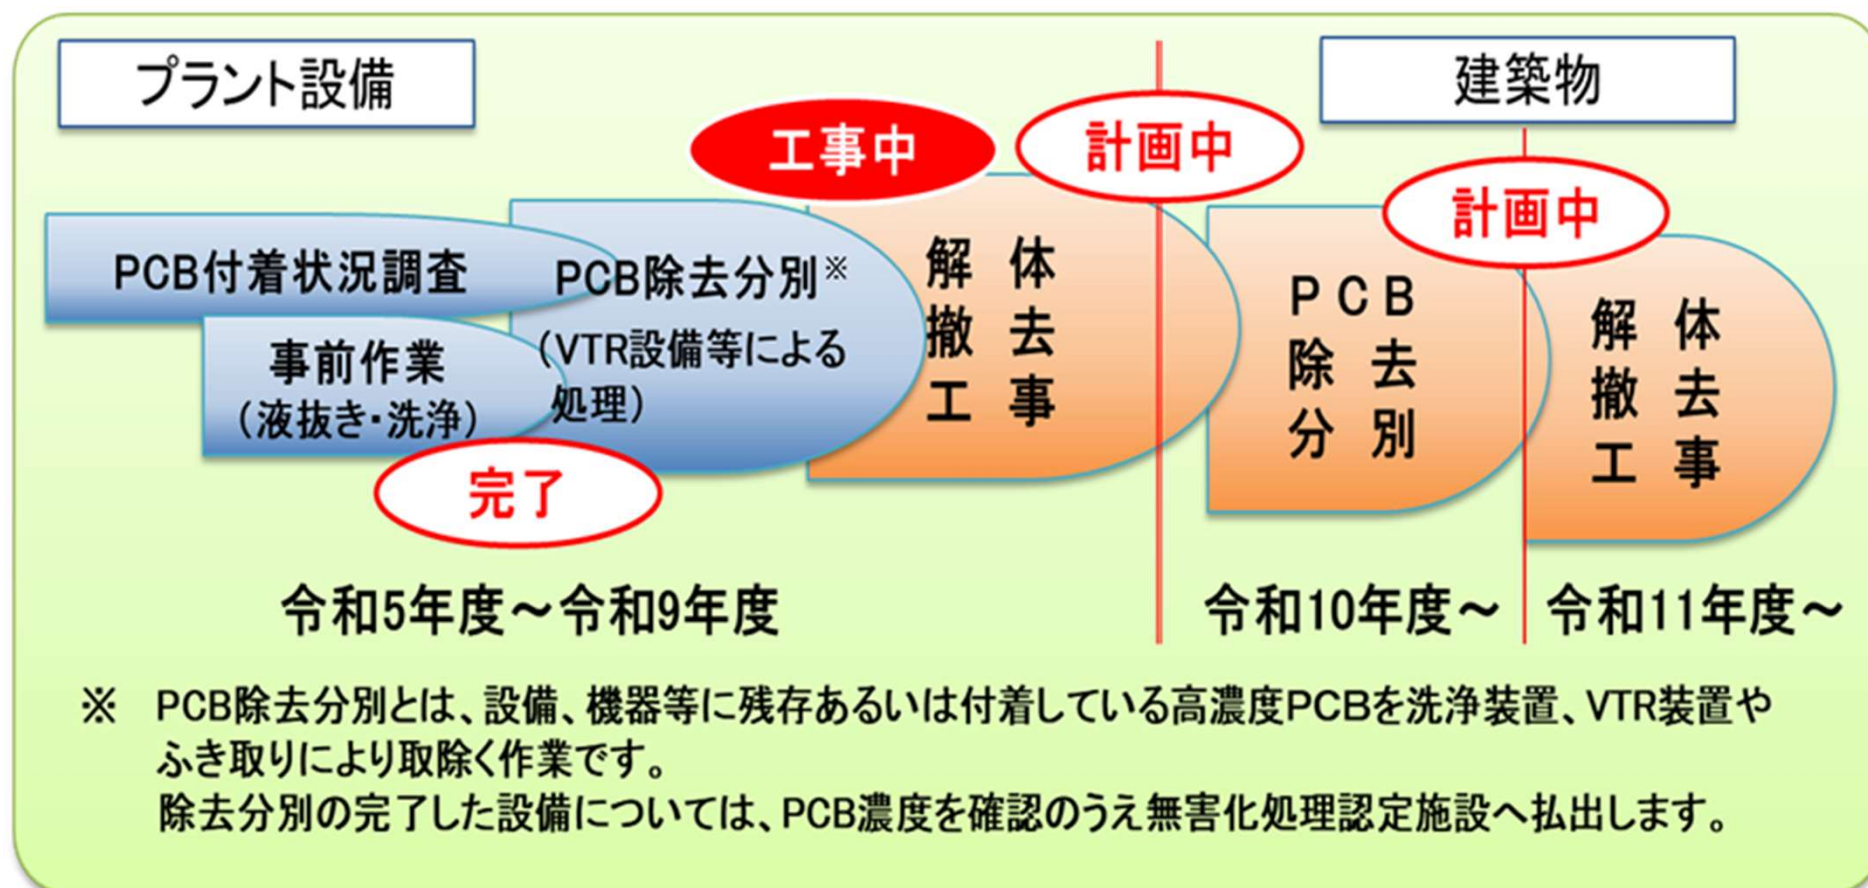 プラント設備
建築物
工事中
計画中
計画中
PCB付着状況調査
事前作業
(液抜き・洗浄)
完了
PCB除去分別※
(VTR設備等による
処理)
解体
撤去
工事
PCB
除去
分別
解体
撤去
工事
令和5年度～令和9年度
令和10年度～
令和11年度～
※ PCB除去分別とは、設備、機器等に残存あるいは付着している高濃度PCBを洗浄装置、VTR装置や
ふき取りにより取除く作業です。
除去分別の完了した設備については、PCB濃度を確認のうえ無害化処理認定施設へ払出します。